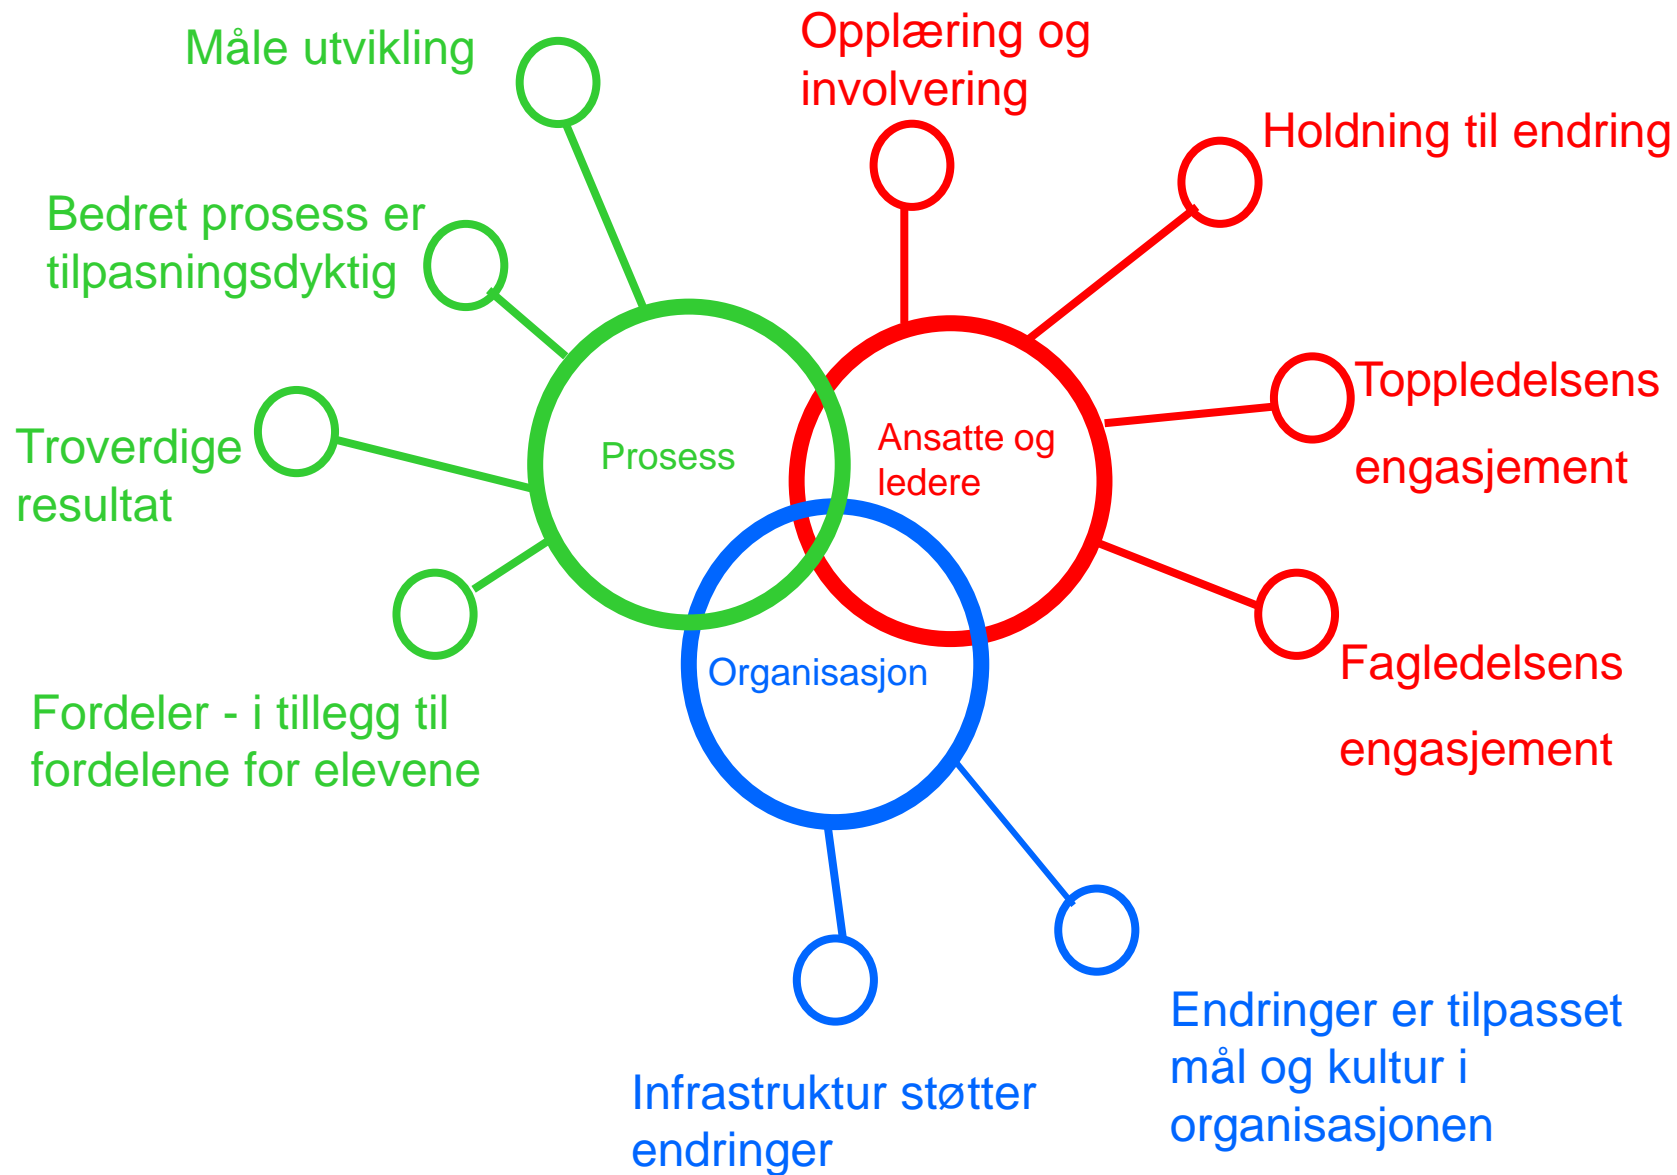 Måle utvikling
Opplæring og
involvering
Holdning til endring
Bedret prosess er
tilpasningsdyktig
Toppledelsens
engasjement
Troverdige
resultat
Prosess
Ansatte og
ledere
Fagledelsens
engasjement
Organisasjon
Fordeler - i tillegg til
fordelene for elevene
Endringer er tilpasset
mål og kultur i
organisasjonen
Infrastruktur støtter
endringer